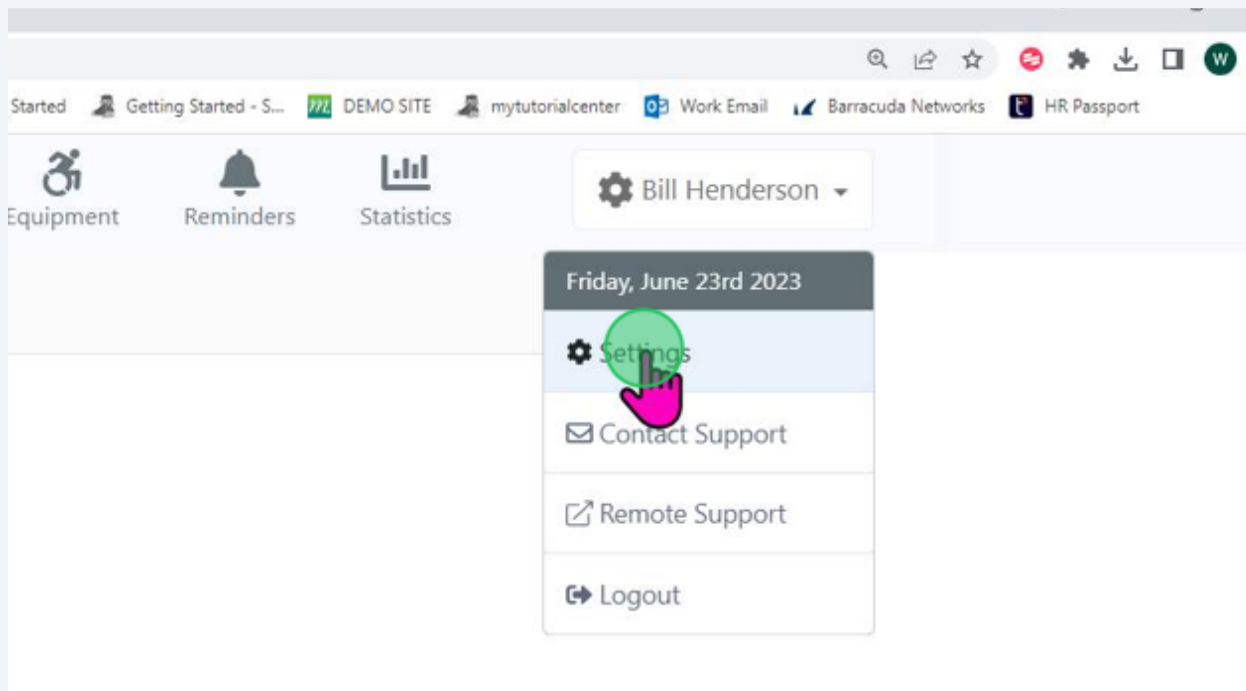 W
Started Getting Started - S... DEMO SITE mytutorialcenter Work Email Barracuda Networks HR Passport
Equipment Reminders Statistics Bill Henderson
Friday, June 23rd 2023
Settings
Contact Support
Remote Support
Logout